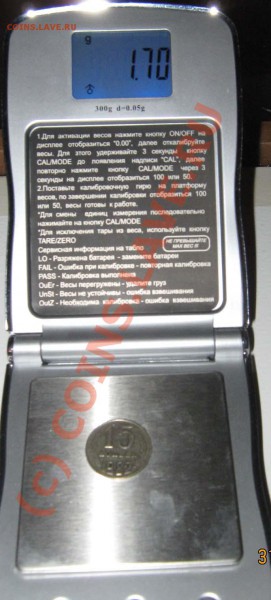 COINS.LAVE.RU
g
1.70
300g d=0.05g
1.Для активации весов нажмите кнопку ON/OFF на
дисплее отобразиться "0.00", далее откалибруйте
весы. Для этого удерживайте 3 секунды кнопку
CAL/MODE до появления надписи "CAL", далее
повторно нажмите кнопку CAL/MODE через 3
секунды на дисплее отобразиться 100 или 50.
2.Поставьте калибровочную гирю на платформу
весов, по завершении калибровки отобразиться 100
или 50, весы готовы к работе.
*Для смены единиц измерения последовательно
нажимайте на кнопку CAL/MODE.
*Для исключения тары из веса, используйте кнопку
TARE/ZERO
Сервисная информация на табло
НЕ ПРЕВЫШАЙТЕ
MAX ВЕС И
LO - Разряжена батарея - замените батареи
FAIL - Ошибка при калибровке - повторная калибровка
PASS - Калибровка выполнена
OuEr - Весы перегружены - удалите груз
UnSt - Весы не устойчивы - ошибка взвешивания
OutZ - Необходима калибровка - ошибка взвешивания
15
(c) COINS.LAVE.RU